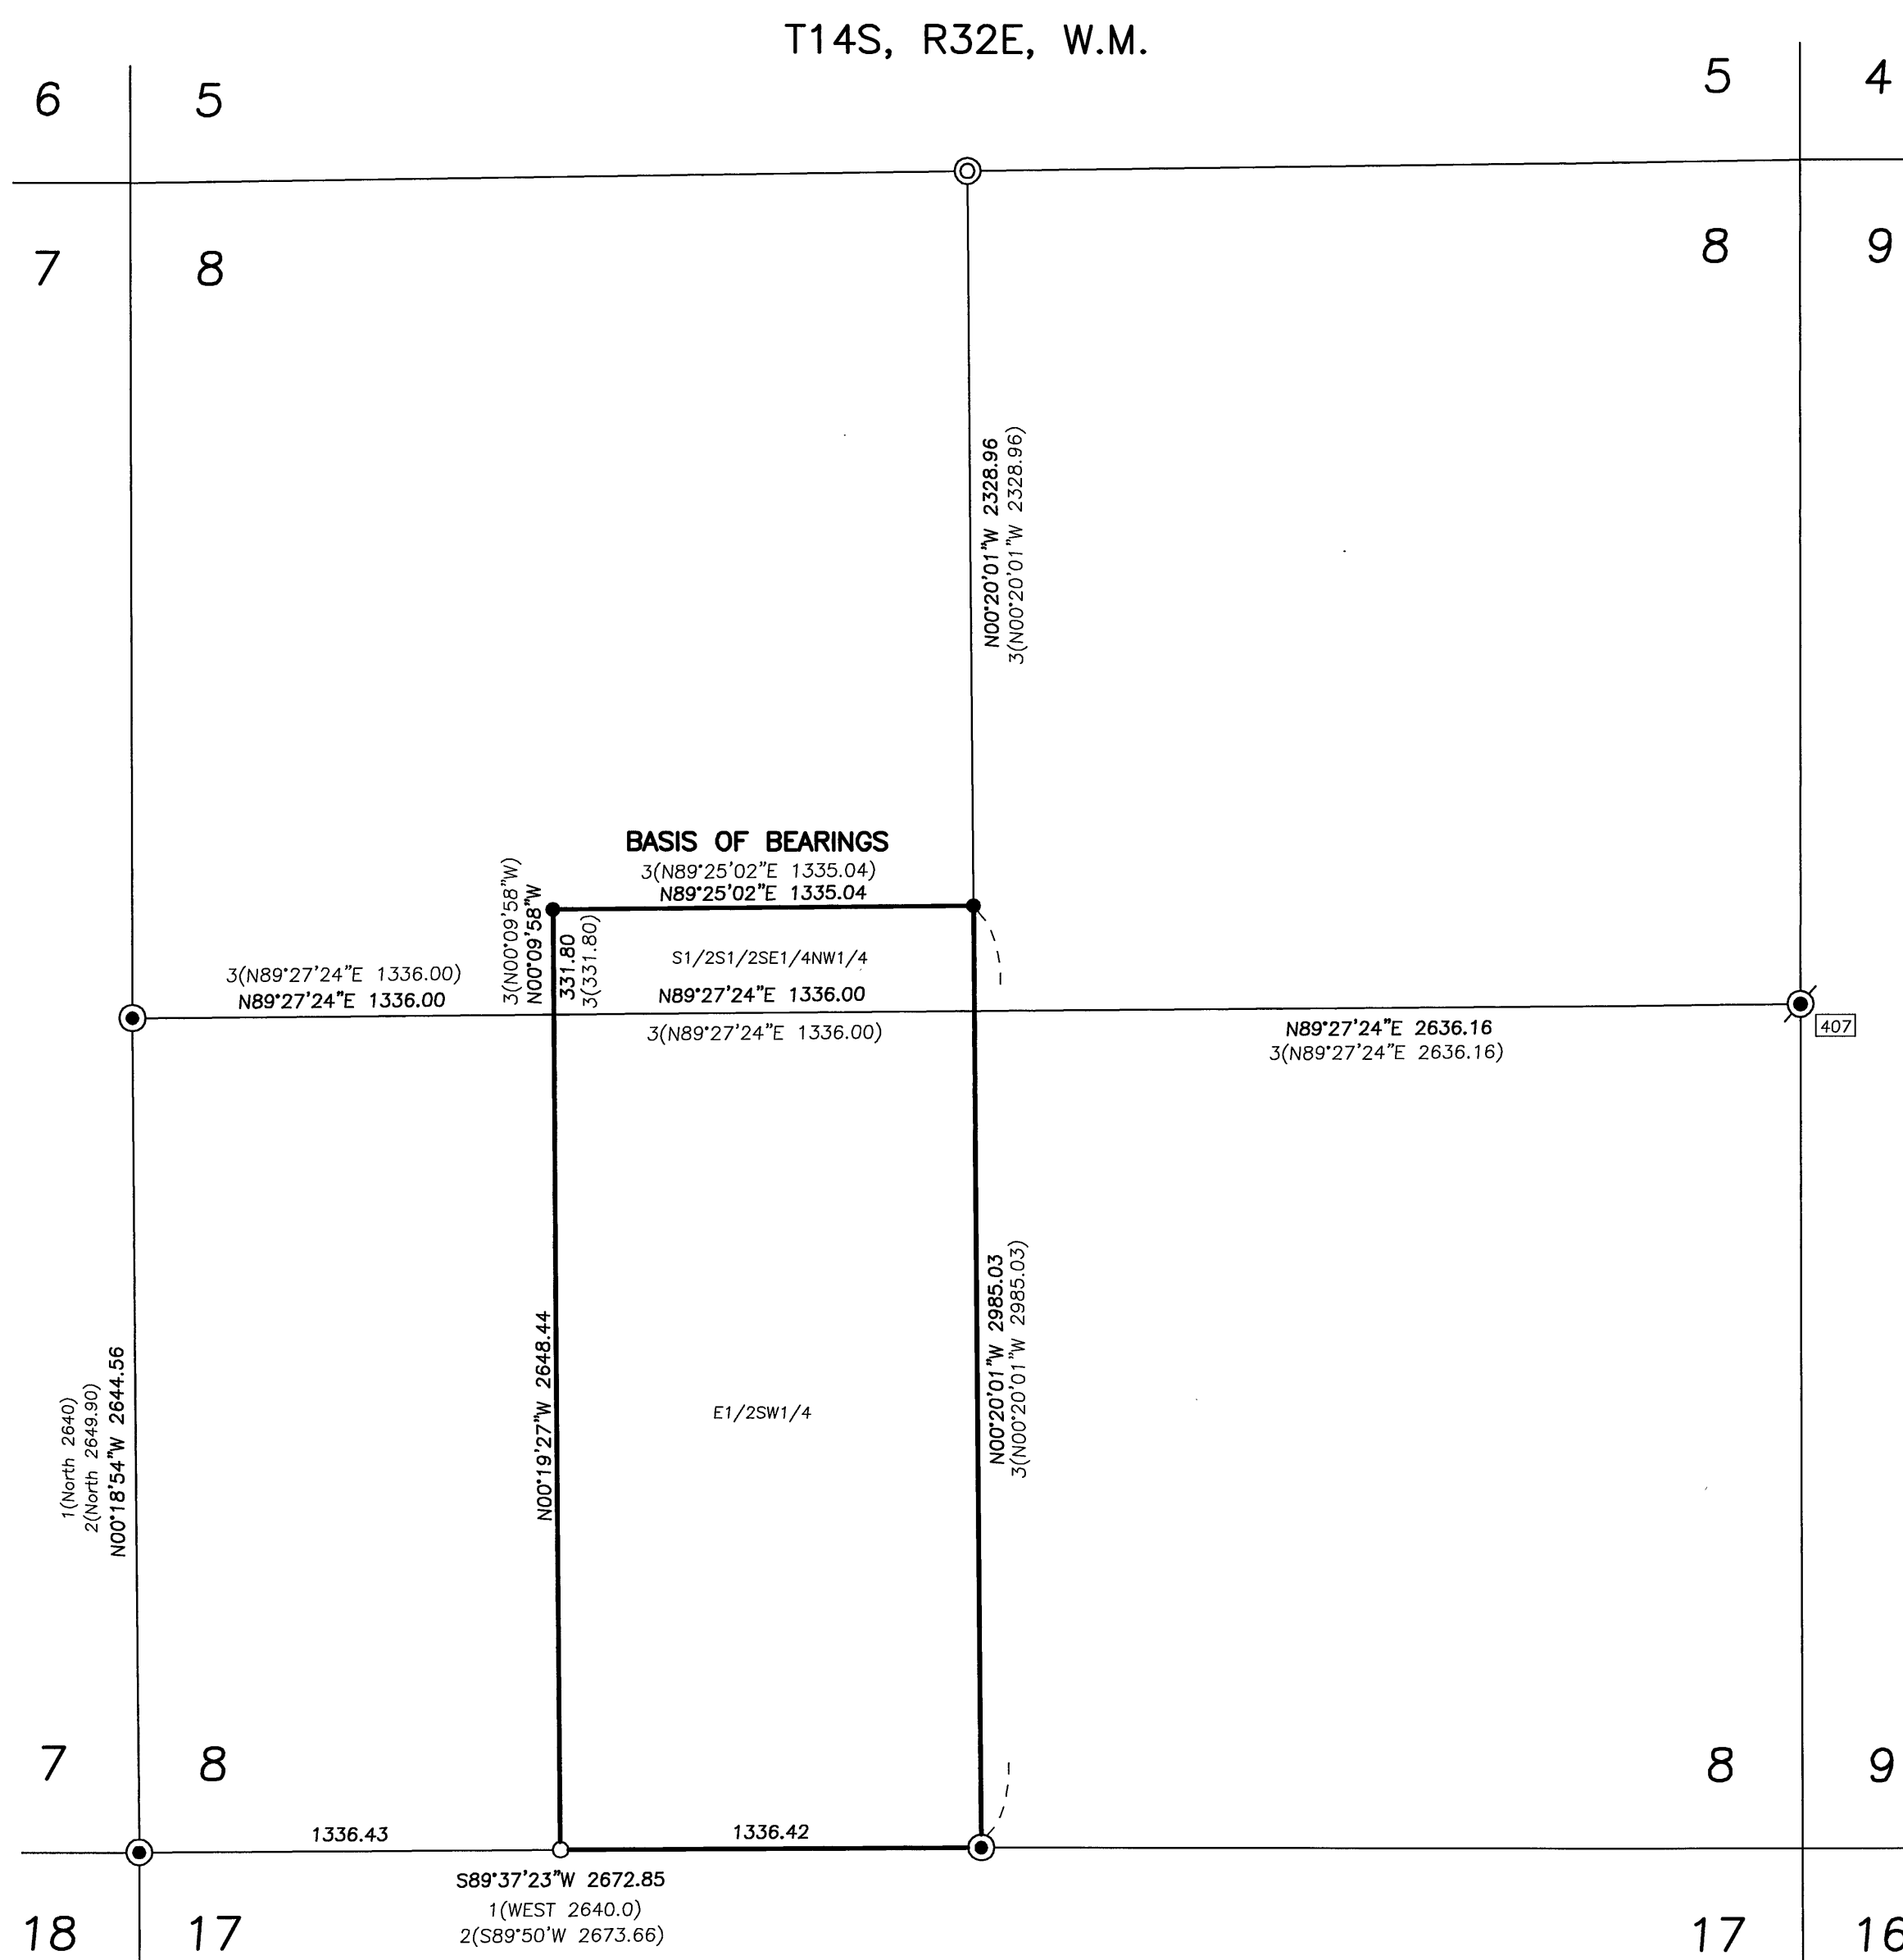 T14S, R32E, W.M.
6 5
5 4
7 8
8 9
N00°20'01"W 2328.96
3(N00°20'01"W 2328.96)
BASIS OF BEARINGS
3(N89°25'02"E 1335.04)
N89°25'02"E 1335.04
3(N00°09'58"W)
N00°09'58"W
331.80
3(331.80)
S1/2S1/2SE1/4NW1/4
3(N89°27'24"E 1336.00)
N89°27'24"E 1336.00
N89°27'24"E 1336.00
3(N89°27'24"E 1336.00)
N89°27'24"E 2636.16
3(N89°27'24"E 2636.16)
407
1(North 2640)
2(North 2649.90)
N00°18'54"W 2644.56
N00°19'27"W 2648.44
E1/2SW1/4
N00°20'01"W 2985.03
3(N00°20'01"W 2985.03)
7 8
8 9
1336.43
1336.42
S89°37'23"W 2672.85
1(WEST 2640.0)
2(S89°50'W 2673.66)
18 17
17 16